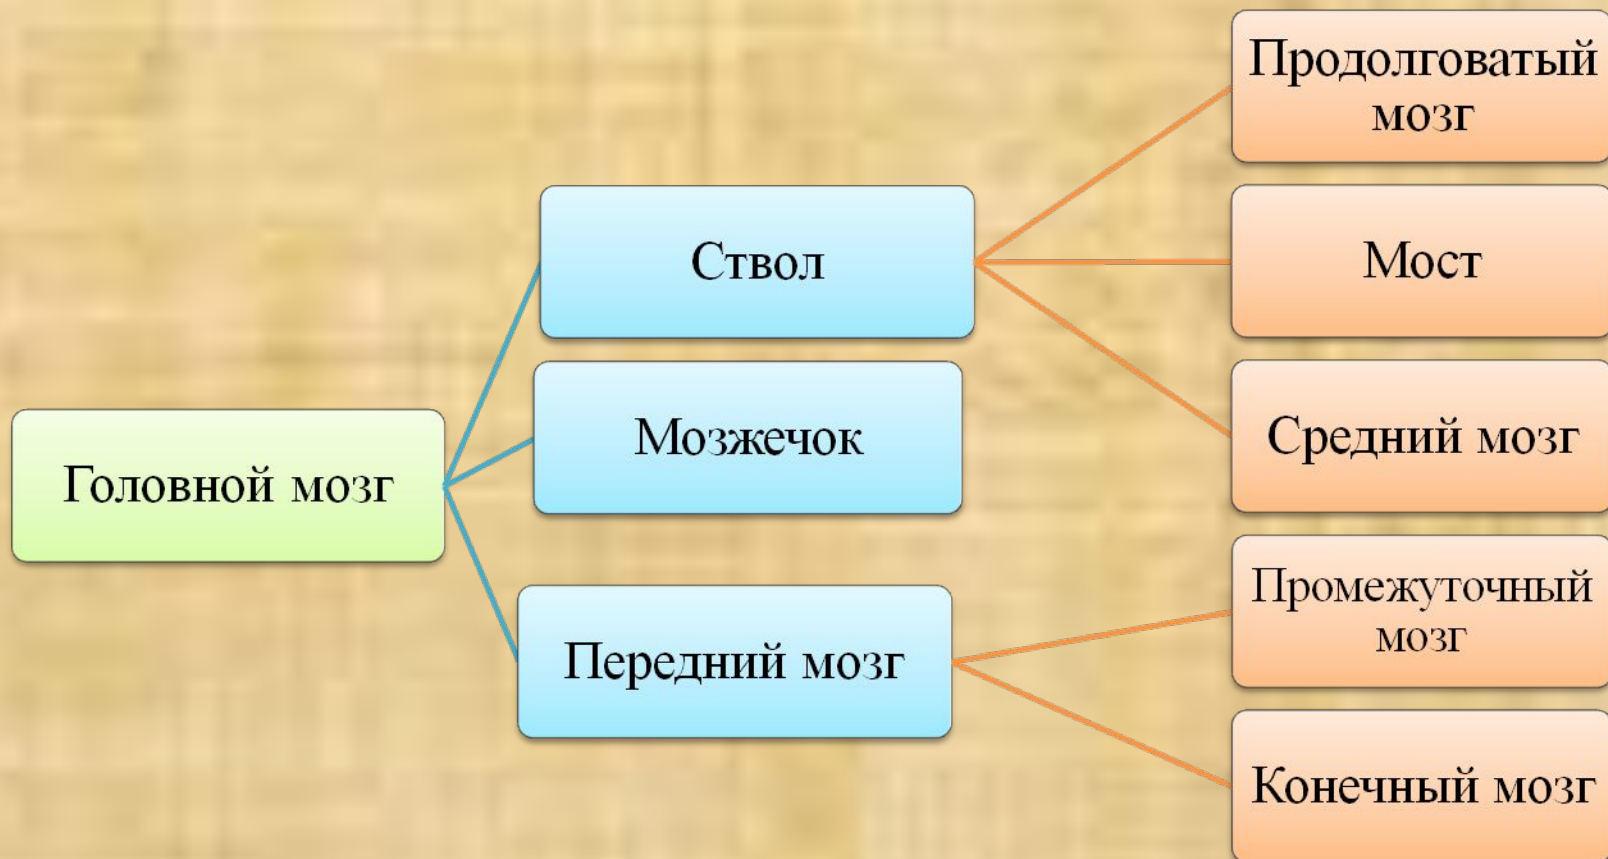 Головной мозг
Ствол
Мозжечок
Передний мозг
Продолговатый
мозг
Мост
Средний мозг
Промежуточный
мозг
Конечный мозг